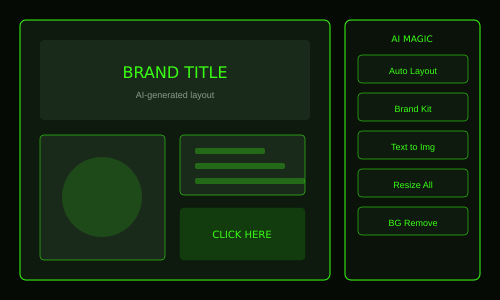 BRAND TITLE
AI-generated layout
CLICK HERE
AI MAGIC
Auto Layout
Brand Kit
Text to Img
Resize All
BG Remove